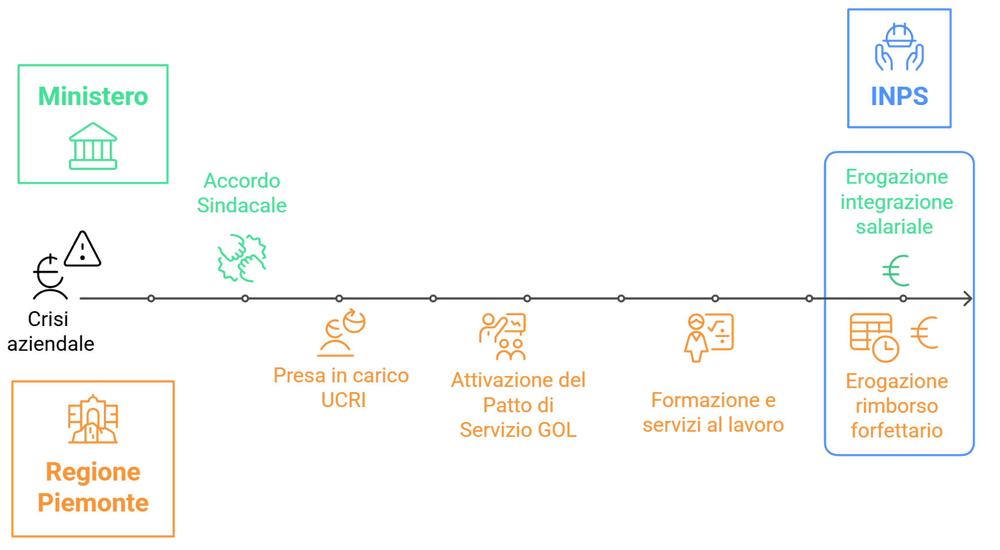 Ministero
INPS
Accordo
Sindacale
Erogazione
integrazione
salariale
Crisi
aziendale
Presa in carico
UCRI
Attivazione del
Patto di
Servizio GOL
Formazione e
servizi al lavoro
Erogazione
rimborso
forfettario
Regione
Piemonte